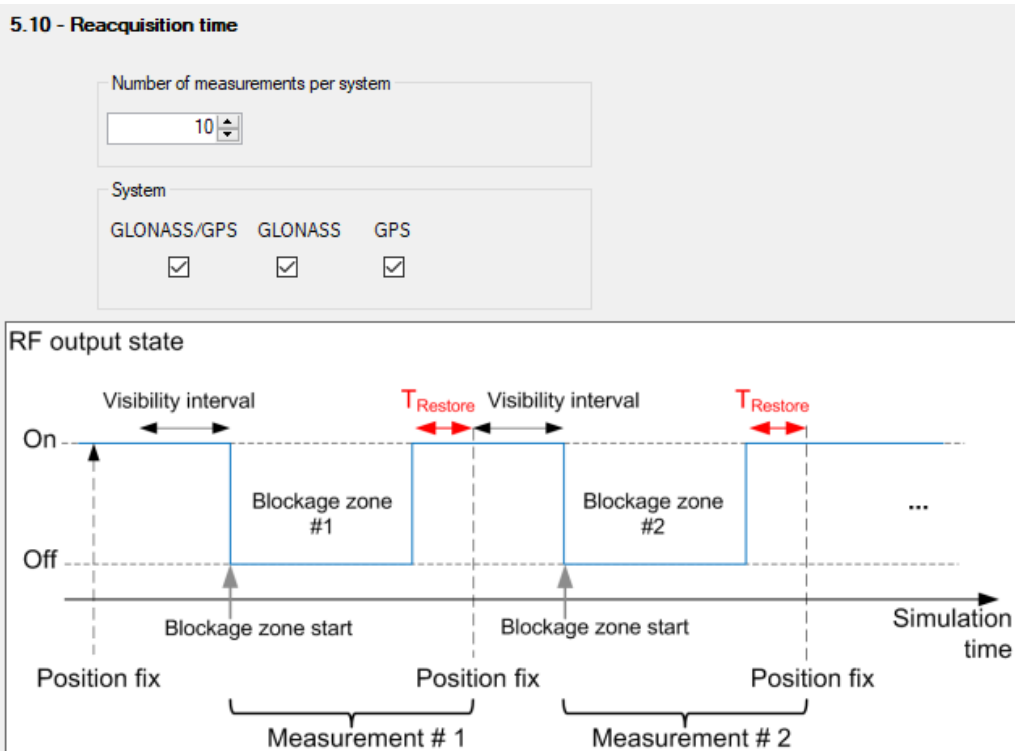 5.10 - Reacquisition time
Number of measurements per system
10
System
GLONASS/GPS GLONASS GPS
RF output state
Visibility interval TRestore Visibility interval TRestore
On
Blockage zone #1 Blockage zone #2 ...
Off
Blockage zone start Blockage zone start
Simulation time
Position fix Position fix Position fix
Measurement # 1 Measurement # 2